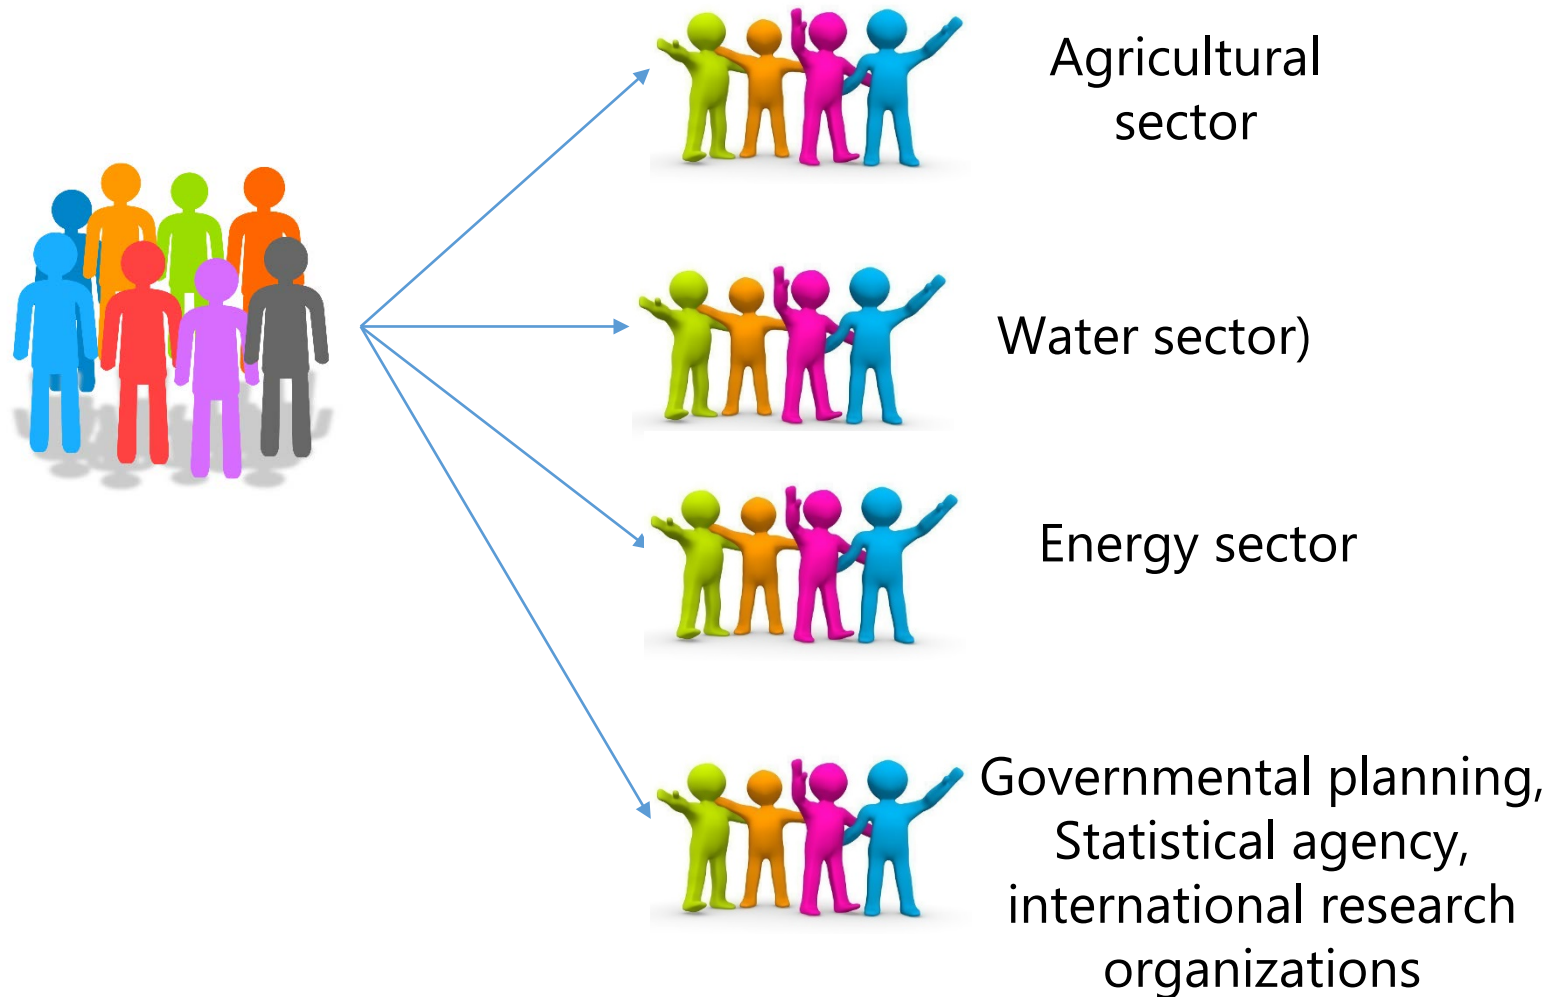 Agricultural
sector
Water sector)
Energy sector
Governmental planning,
Statistical agency,
international research
organizations